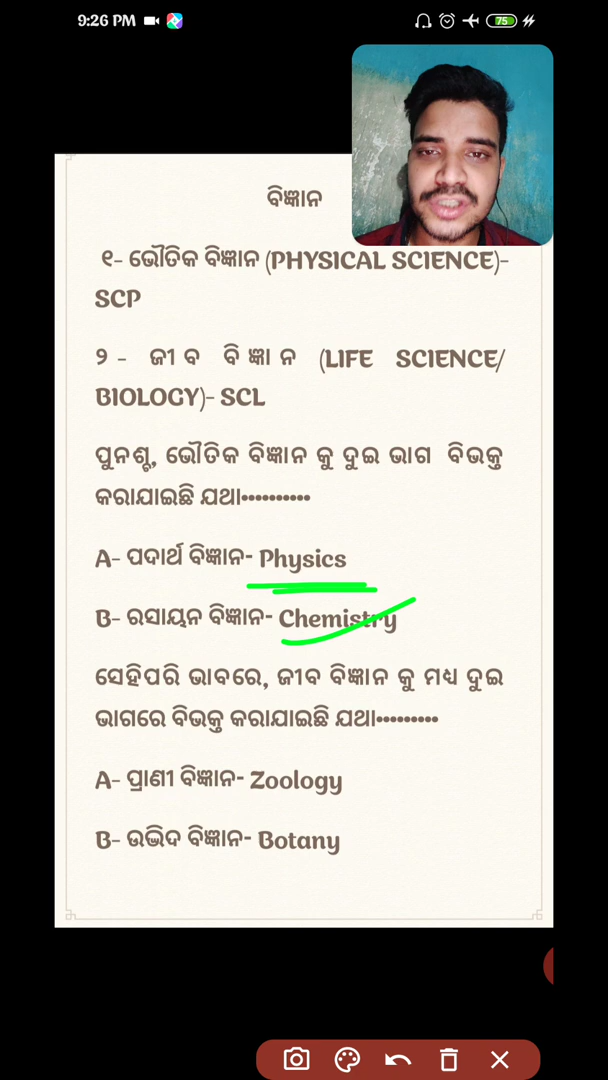 9:26 PM
75
ବିଜ୍ଞାନ
୧- ଭୌତିକ ବିଜ୍ଞାନ (PHYSICAL SCIENCE)-
SCP
୨ - ଜୀବ ବିଜ୍ଞାନ (LIFE SCIENCE/
BIOLOGY)- SCL
ପୁନଶ୍ଚ, ଭୌତିକ ବିଜ୍ଞାନ କୁ ଦୁଇ ଭାଗ ବିଭକ୍ତ
କରାଯାଇଛି ଯଥା••••••••••
A- ପଦାର୍ଥ ବିଜ୍ଞାନ- Physics
B- ରସାୟନ ବିଜ୍ଞାନ- Chemistry
ସେହିପରି ଭାବରେ, ଜୀବ ବିଜ୍ଞାନ କୁ ମଧ୍ୟ ଦୁଇ
ଭାଗରେ ବିଭକ୍ତ କରାଯାଇଛି ଯଥା•••••••••
A- ପ୍ରାଣୀ ବିଜ୍ଞାନ- Zoology
B- ଉଦ୍ଭିଦ ବିଜ୍ଞାନ- Botany